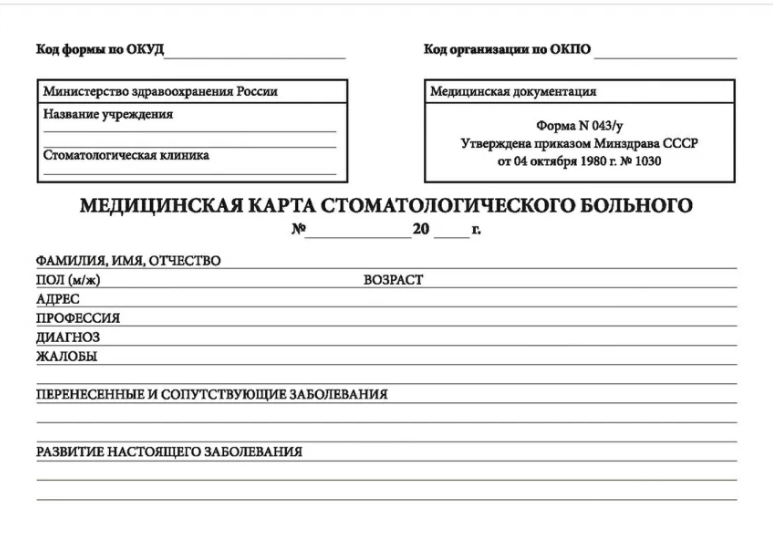 Код формы по ОКУД
Код организации по ОКПО
Министерство здравоохранения России
Название учреждения
Стоматологическая клиника
Медицинская документация
Форма N 043/у
Утверждена приказом Минздрава СССР
от 04 октября 1980 г. № 1030
МЕДИЦИНСКАЯ КАРТА СТОМАТОЛОГИЧЕСКОГО БОЛЬНОГО
№ 20 г.
ФАМИЛИЯ, ИМЯ, ОТЧЕСТВО
ПОЛ (м/ж) ВОЗРАСТ
АДРЕС
ПРОФЕССИЯ
ДИАГНОЗ
ЖАЛОБЫ
ПЕРЕНЕСЕННЫЕ И СОПУТСТВУЮЩИЕ ЗАБОЛЕВАНИЯ
РАЗВИТИЕ НАСТОЯЩЕГО ЗАБОЛЕВАНИЯ